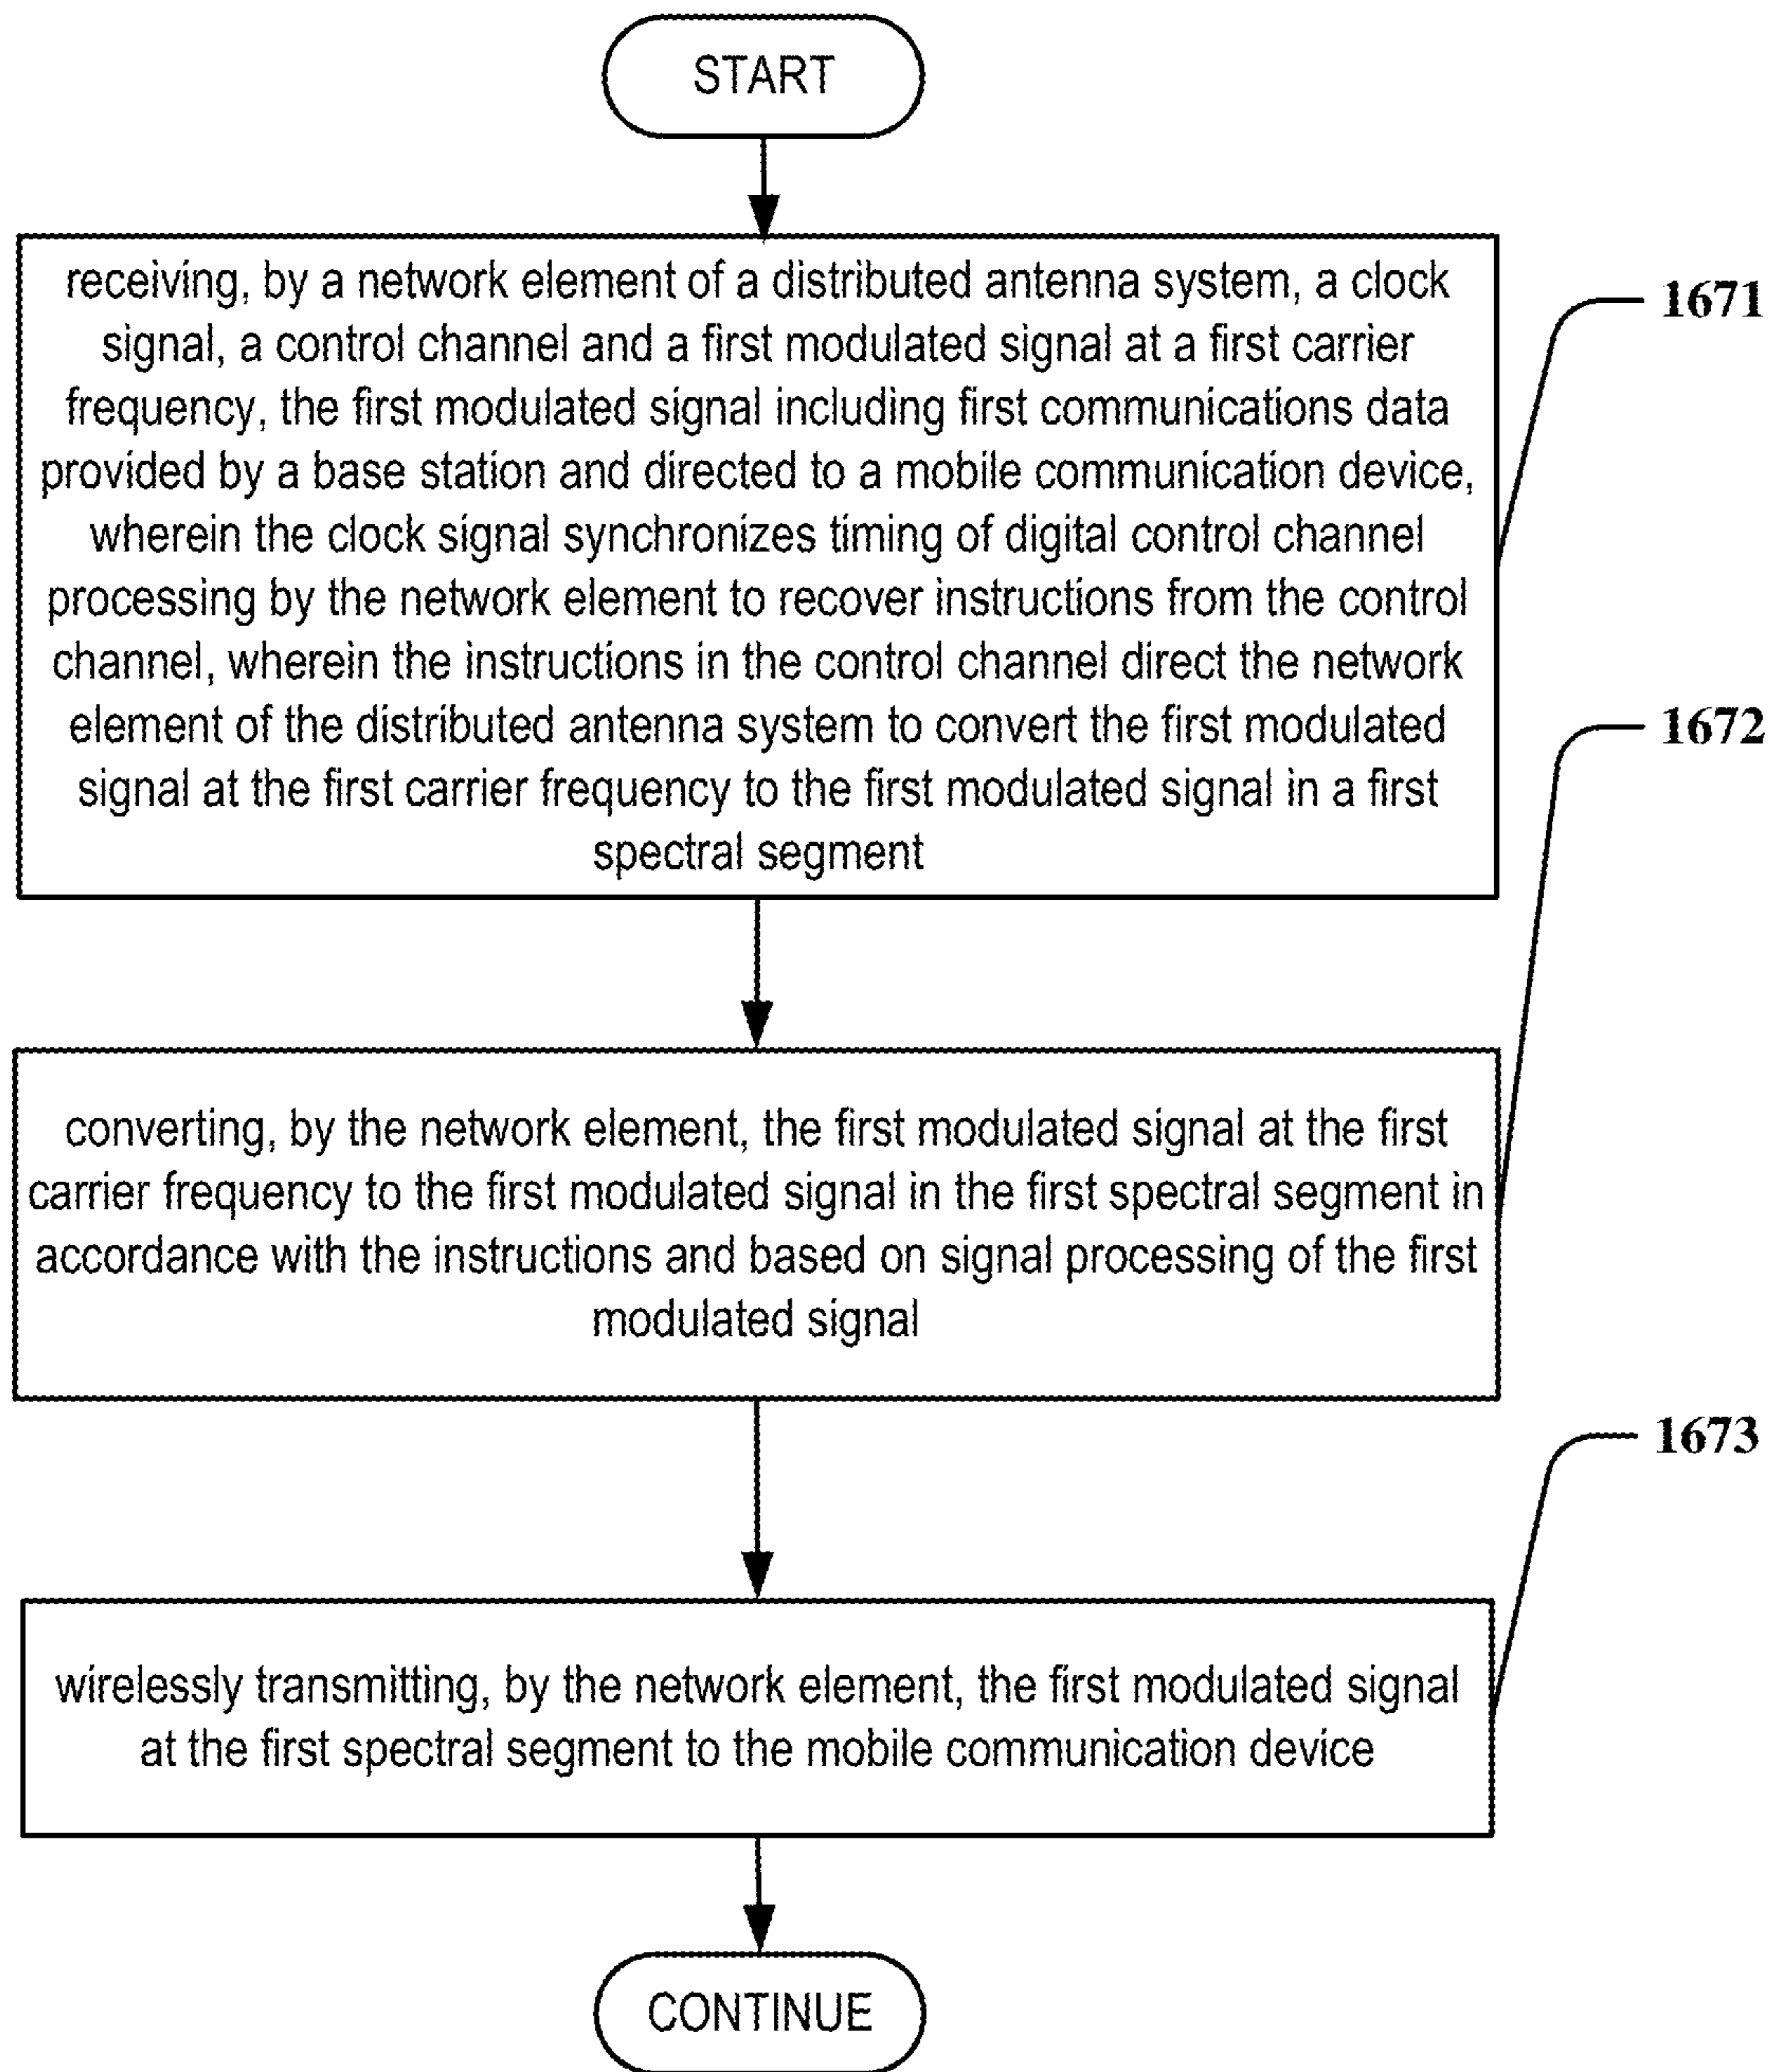 START
receiving, by a network element of a distributed antenna system, a clock
signal, a control channel and a first modulated signal at a first carrier
frequency, the first modulated signal including first communications data
provided by a base station and directed to a mobile communication device,
wherein the clock signal synchronizes timing of digital control channel
processing by the network element to recover instructions from the control
channel, wherein the instructions in the control channel direct the network
element of the distributed antenna system to convert the first modulated
signal at the first carrier frequency to the first modulated signal in a first
spectral segment
1671
converting, by the network element, the first modulated signal at the first
carrier frequency to the first modulated signal in the first spectral segment in
accordance with the instructions and based on signal processing of the first
modulated signal
1672
wirelessly transmitting, by the network element, the first modulated signal
at the first spectral segment to the mobile communication device
1673
CONTINUE